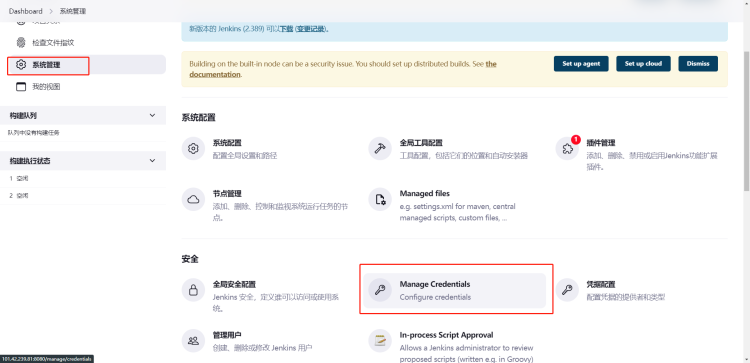 Dashboard > 系统管理
检查文件指纹
系统管理
我的视图
构建队列
队列中没有构建任务
构建执行状态
1 空闲
2 空闲
新版本的 Jenkins (2.389) 可以下载 (变更记录)。
Building on the built-in node can be a security issue. You should set up distributed builds. See the
documentation.
Set up agent
Set up cloud
Dismiss
系统配置
系统配置
配置全局设置和路径
全局工具配置
工具配置，包括它们的位置和自动安装器
1
插件管理
添加、删除、禁用或启用Jenkins功能扩展
插件。
节点管理
添加、删除、控制和监视系统运行任务的节
点。
Managed files
e.g. settings.xml for maven, central
managed scripts, custom files, ...
安全
全局安全配置
Jenkins 安全，定义谁可以访问或使用系
统。
Manage Credentials
Configure credentials
凭据配置
配置凭据的提供者和类型
管理用户
创建、删除或修改 Jenkins 用户
In-process Script Approval
Allows a Jenkins administrator to review
proposed scripts (written e.g. in Groovy)
101.42.239.81:8080/manage/credentials